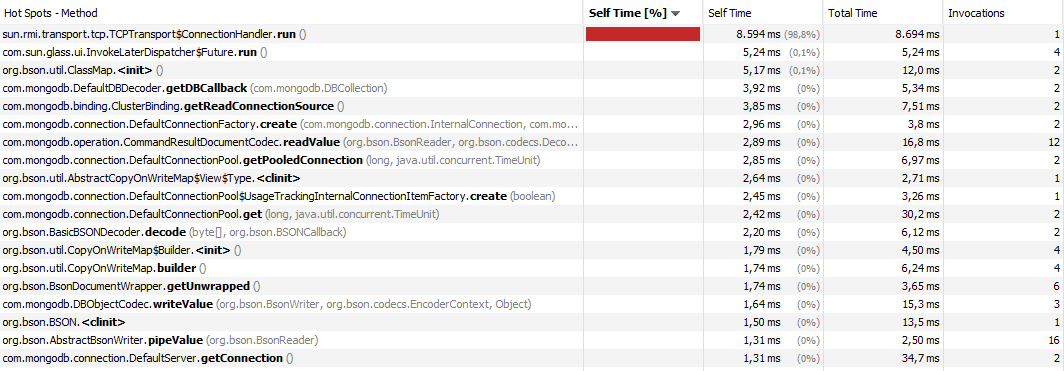 Hot Spots - Method Self Time [%] Self Time Total Time Invocations
sun.rmi.transport.tcp.TCPTransport$ConnectionHandler.run () 8.594 ms (98,8%) 8.694 ms 1
com.sun.glass.ui.InvokeLaterDispatcher$Future.run () 5,24 ms (0,1%) 5,24 ms 4
org.bson.util.ClassMap.<init> () 5,17 ms (0,1%) 12,0 ms 2
com.mongodb.DefaultDBDecoder.getDBCallback (com.mongodb.DBCollection) 3,92 ms (0%) 5,34 ms 2
com.mongodb.binding.ClusterBinding.getReadConnectionSource () 3,85 ms (0%) 7,51 ms 2
com.mongodb.connection.DefaultConnectionFactory.create (com.mongodb.connection.InternalConnection, com.mo... 2,96 ms (0%) 3,8 ms 2
com.mongodb.operation.CommandResultDocumentCodec.readValue (org.bson.BsonReader, org.bson.codecs.Deco... 2,89 ms (0%) 16,8 ms 12
com.mongodb.connection.DefaultConnectionPool.getPooledConnection (long, java.util.concurrent.TimeUnit) 2,85 ms (0%) 6,97 ms 2
org.bson.util.AbstractCopyOnWriteMap$View$Type.<clinit> 2,64 ms (0%) 2,71 ms 1
com.mongodb.connection.DefaultConnectionPool$UsageTrackingInternalConnectionItemFactory.create (boolean) 2,45 ms (0%) 3,26 ms 1
com.mongodb.connection.DefaultConnectionPool.get (long, java.util.concurrent.TimeUnit) 2,42 ms (0%) 30,2 ms 2
org.bson.BasicBSONDecoder.decode (byte[], org.bson.BSONCallback) 2,20 ms (0%) 6,12 ms 2
org.bson.util.CopyOnWriteMap$Builder.<init> () 1,79 ms (0%) 4,50 ms 4
org.bson.util.CopyOnWriteMap.builder () 1,74 ms (0%) 6,24 ms 4
org.bson.BsonDocumentWrapper.getUnwrapped () 1,74 ms (0%) 3,65 ms 6
com.mongodb.DBObjectCodec.writeValue (org.bson.BsonWriter, org.bson.codecs.EncoderContext, Object) 1,64 ms (0%) 15,3 ms 3
org.bson.BSON.<clinit> 1,50 ms (0%) 13,5 ms 1
org.bson.AbstractBsonWriter.pipeValue (org.bson.BsonReader) 1,31 ms (0%) 2,50 ms 16
com.mongodb.connection.DefaultServer.getConnection () 1,31 ms (0%) 34,7 ms 2